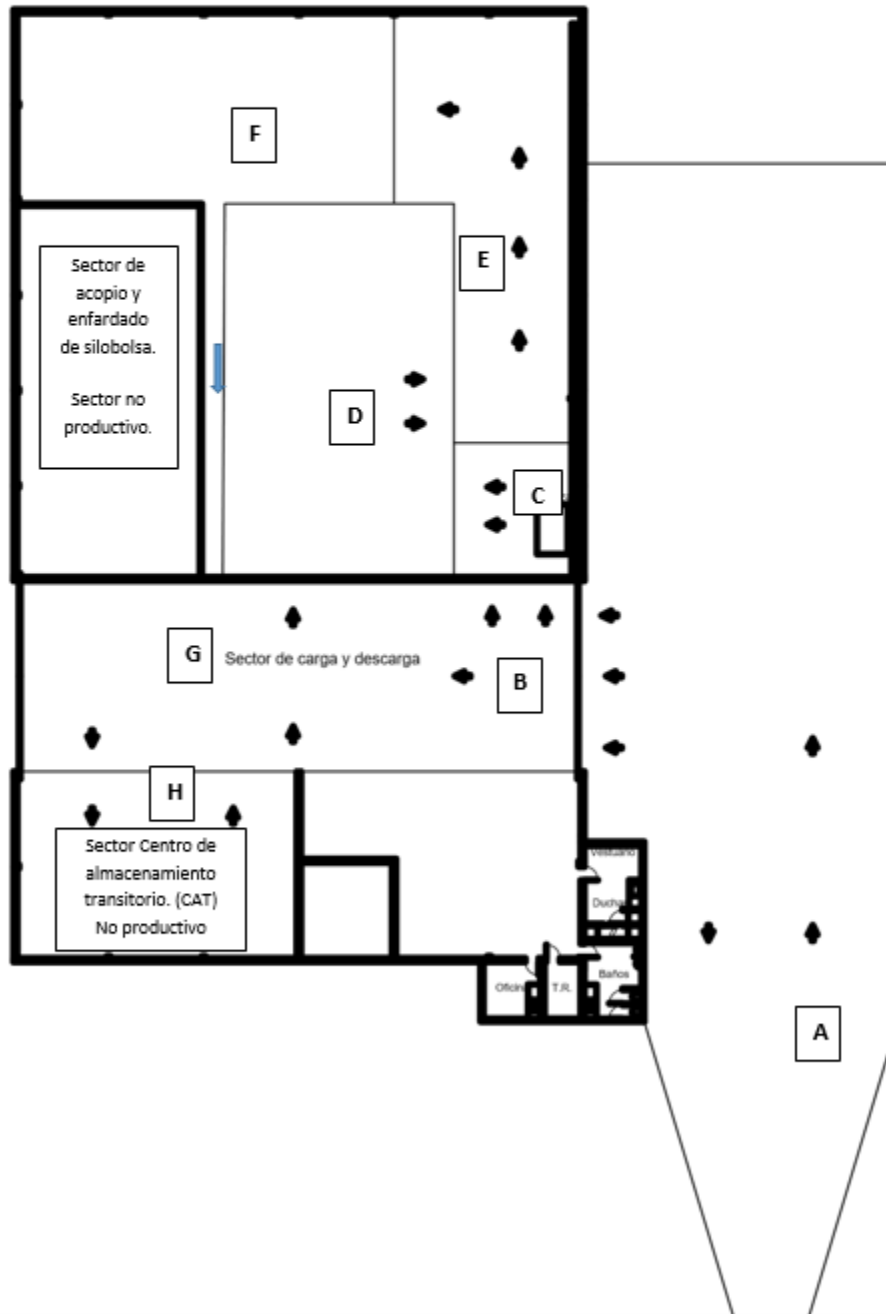 F
Sector de
acopio y
enfardado
de silobolsa.
Sector no
productivo.
E
D
C
G
Sector de carga y descarga
B
H
Sector Centro de
almacenamiento
transitorio. (CAT)
No productivo
Vestuario
Duchas
Oficina
T.R.
Baños
A